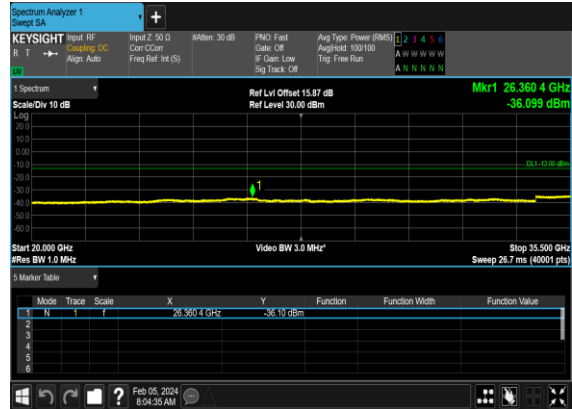 Spectrum Analyzer 1
Swept SA
+
KEYSIGHT
R T
Input: RF
Coupling: DC
Align: Auto
Input Z: 50 Ω
Corr CCorr
Freq Ref: Int (S)
#Atten: 30 dB
PNO: Fast
Gate: Off
IF Gain: Low
Sig Track: Off
Avg Type: Power (RMS)
Avg|Hold: 100/100
Trig: Free Run
1 2 3 4 5 6
A W W W W W
A N N N N N
1 Spectrum
Scale/Div 10 dB
Ref Lvl Offset 15.87 dB
Ref Level 30.00 dBm
Mkr1 26.360 4 GHz
-36.099 dBm
Log
20.0
10.0
0.00
-10.0
-20.0
-30.0
-40.0
-50.0
-60.0
DL1 -13.00 dBm
1
Start 20.000 GHz
#Res BW 1.0 MHz
Video BW 3.0 MHz*
Stop 35.500 GHz
Sweep 26.7 ms (40001 pts)
5 Marker Table
Mode Trace Scale X Y Function Function Width Function Value
1 N 1 f 26.360 4 GHz -36.10 dBm
2
3
4
5
6
?
Feb 05, 2024
8:04:35 AM